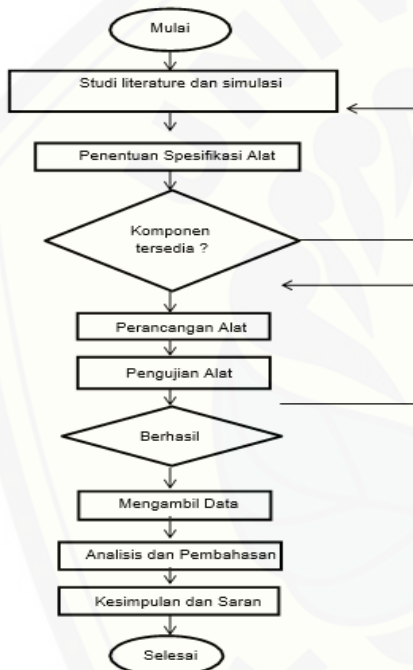 Mulai
Studi literature dan simulasi
Penentuan Spesifikasi Alat
Komponen
tersedia ?
Perancangan Alat
Pengujian Alat
Berhasil
Mengambil Data
Analisis dan Pembahasan
Kesimpulan dan Saran
Selesai